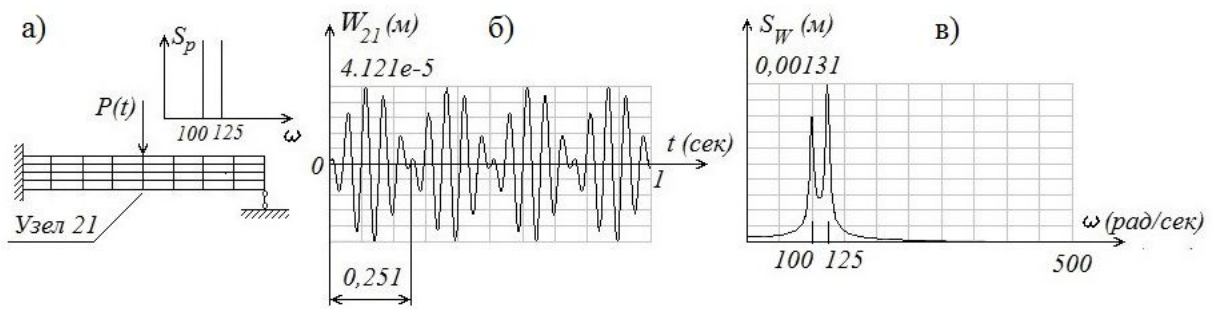 а)
S_p
P(t)
100 125
ω
Узел 21
W_21 (м)
б)
4.121e-5
0
t (сек)
1
0,251
S_W (м)
в)
0,00131
ω (рад/сек)
100 125
500